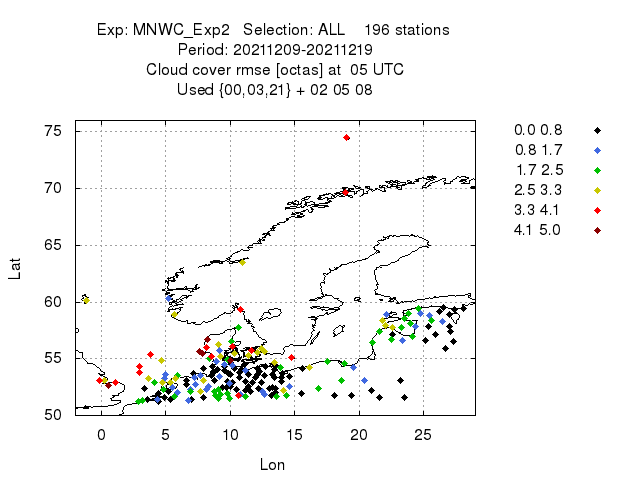 Exp: MNWC_Exp2 Selection: ALL 196 stations
Period: 20211209-20211219
Cloud cover rmse [octas] at 05 UTC
Used {00,03,21} + 02 05 08
75
70
65
60
55
50
Lat
0 5 10 15 20 25
Lon
0.0 0.8
0.8 1.7
1.7 2.5
2.5 3.3
3.3 4.1
4.1 5.0